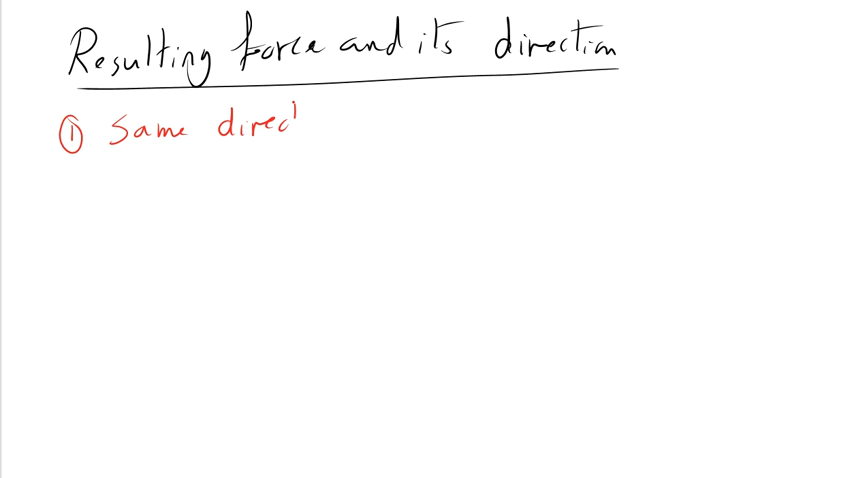 Resulting force and its direction
① Same direc